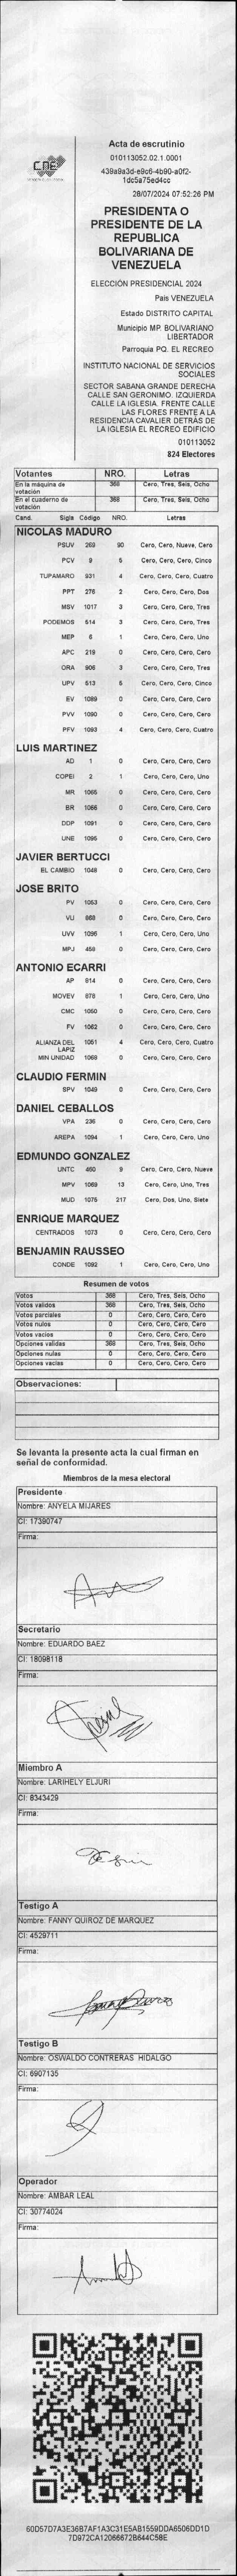 CNE
Acta de escrutinio
010113052.02.1.0001
439a9a3d-e9c6-4b90-a0f2-
1dc5a75ed4cc
28/07/2024 07:52:26 PM
PRESIDENTA O
PRESIDENTE DE LA
REPUBLICA
BOLIVARIANA DE
VENEZUELA
ELECCIÓN PRESIDENCIAL 2024
Pais VENEZUELA
Estado DISTRITO CAPITAL
Municipio MP. BOLIVARIANO
LIBERTADOR
Parroquia PQ. EL RECREO
INSTITUTO NACIONAL DE SERVICIOS
SOCIALES
SECTOR SABANA GRANDE DERECHA
CALLE SAN GERONIMO. IZQUIERDA
CALLE LA IGLESIA. FRENTE CALLE
LAS FLORES FRENTE A LA
RESIDENCIA CAVALIER DETRÁS DE
LA IGLESIA EL RECREO EDIFICIO
010113052
824 Electores
Votantes NRO. Letras
En la máquina de votación 368 Cero, Tres, Seis, Ocho
En el cuaderno de votación 368 Cero, Tres, Seis, Ocho
Cand. Sigla Código NRO. Letras
NICOLAS MADURO
PSUV 269 90 Cero, Cero, Nueve, Cero
PCV 9 5 Cero, Cero, Cero, Cinco
TUPAMARO 931 4 Cero, Cero, Cero, Cuatro
PPT 276 2 Cero, Cero, Cero, Dos
MSV 1017 3 Cero, Cero, Cero, Tres
PODEMOS 514 3 Cero, Cero, Cero, Tres
MEP 6 1 Cero, Cero, Cero, Uno
APC 219 0 Cero, Cero, Cero, Cero
ORA 906 3 Cero, Cero, Cero, Tres
UPV 513 5 Cero, Cero, Cero, Cinco
EV 1089 0 Cero, Cero, Cero, Cero
PVV 1090 0 Cero, Cero, Cero, Cero
PFV 1093 4 Cero, Cero, Cero, Cuatro
LUIS MARTINEZ
AD 1 0 Cero, Cero, Cero, Cero
COPEI 2 1 Cero, Cero, Cero, Uno
MR 1065 0 Cero, Cero, Cero, Cero
BR 1066 0 Cero, Cero, Cero, Cero
DDP 1091 0 Cero, Cero, Cero, Cero
UNE 1095 0 Cero, Cero, Cero, Cero
JAVIER BERTUCCI
EL CAMBIO 1048 0 Cero, Cero, Cero, Cero
JOSE BRITO
PV 1053 0 Cero, Cero, Cero, Cero
VU 868 0 Cero, Cero, Cero, Cero
UVV 1096 1 Cero, Cero, Cero, Uno
MPJ 459 0 Cero, Cero, Cero, Cero
ANTONIO ECARRI
AP 814 0 Cero, Cero, Cero, Cero
MOVEV 678 1 Cero, Cero, Cero, Uno
CMC 1050 0 Cero, Cero, Cero, Cero
FV 1062 0 Cero, Cero, Cero, Cero
ALIANZA DEL LAPIZ 1051 4 Cero, Cero, Cero, Cuatro
MIN UNIDAD 1069 0 Cero, Cero, Cero, Cero
CLAUDIO FERMIN
SPV 1049 0 Cero, Cero, Cero, Cero
DANIEL CEBALLOS
VPA 236 0 Cero, Cero, Cero, Cero
AREPA 1094 1 Cero, Cero, Cero, Uno
EDMUNDO GONZALEZ
UNTC 460 9 Cero, Cero, Cero, Nueve
MPV 1068 13 Cero, Cero, Uno, Tres
MUD 1075 217 Cero, Dos, Uno, Siete
ENRIQUE MARQUEZ
CENTRADOS 1073 0 Cero, Cero, Cero, Cero
BENJAMIN RAUSSEO
CONDE 1092 1 Cero, Cero, Cero, Uno
Resumen de votos
Votos 368 Cero, Tres, Seis, Ocho
Votos validos 368 Cero, Tres, Seis, Ocho
Votos parciales 0 Cero, Cero, Cero, Cero
Votos nulos 0 Cero, Cero, Cero, Cero
Votos vacios 0 Cero, Cero, Cero, Cero
Opciones validas 368 Cero, Tres, Seis, Ocho
Opciones nulas 0 Cero, Cero, Cero, Cero
Opciones vacias 0 Cero, Cero, Cero, Cero
Observaciones:
Se levanta la presente acta la cual firman en
señal de conformidad.
Miembros de la mesa electoral
Presidente
Nombre: ANYELA MIJARES
CI: 17390747
Firma:
Secretario
Nombre: EDUARDO BAEZ
CI: 18098118
Firma:
Miembro A
Nombre: LARIHELY ELJURI
CI: 6343429
Firma:
Testigo A
Nombre: FANNY QUIROZ DE MARQUEZ
CI: 4529711
Firma:
Testigo B
Nombre: OSWALDO CONTRERAS HIDALGO
CI: 6907135
Firma:
Operador
Nombre: AMBAR LEAL
CI: 30774024
Firma:
60D57D7A3E36B7AF1A3C31E5AB1559DDA6506DD1D
7D972CA12066672B644C58E